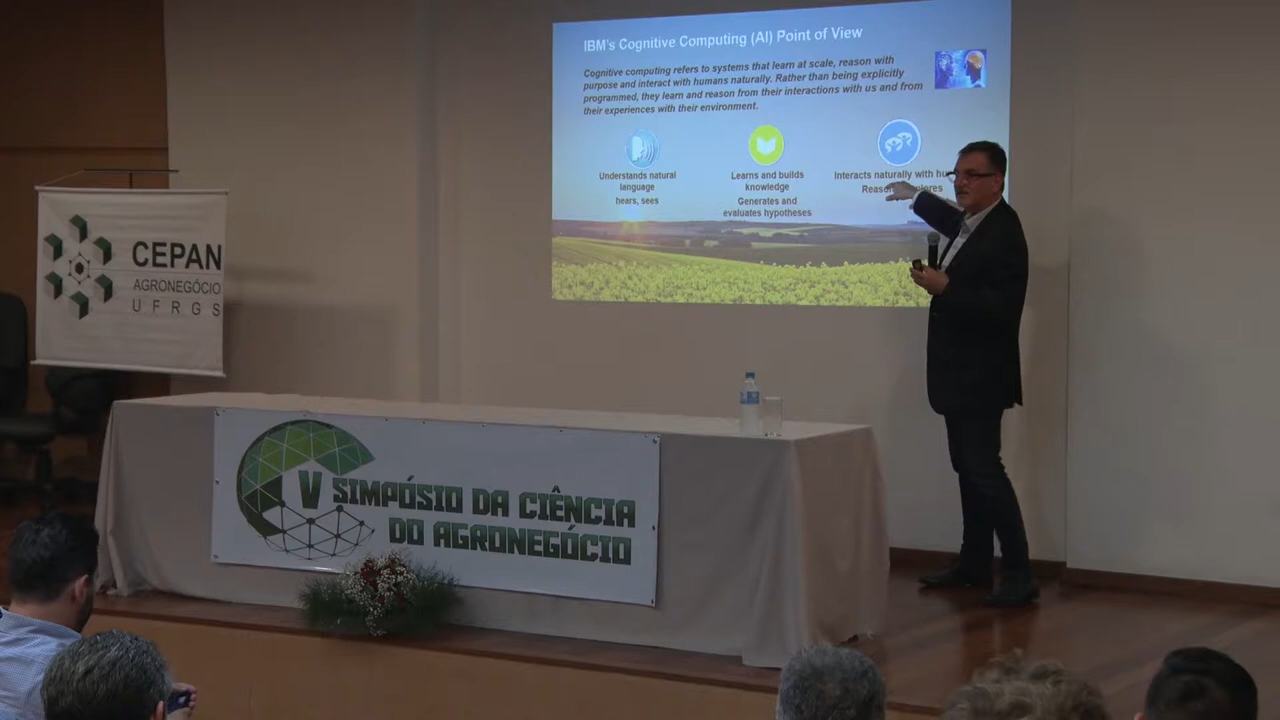 IBM's Cognitive Computing (AI) Point of View
Cognitive computing refers to systems that learn at scale, reason with
purpose and interact with humans naturally. Rather than being explicitly
programmed, they learn and reason from their interactions with us and from
their experiences with their environment.
Understands natural
language
hears, sees
Learns and builds
knowledge
Generates and
evaluates hypotheses
Interacts naturally with
CEPAN
AGRONEGÓCIO
UFRGS
V SIMPÓSIO DA CIÊNCIA
DO AGRONEGÓCIO